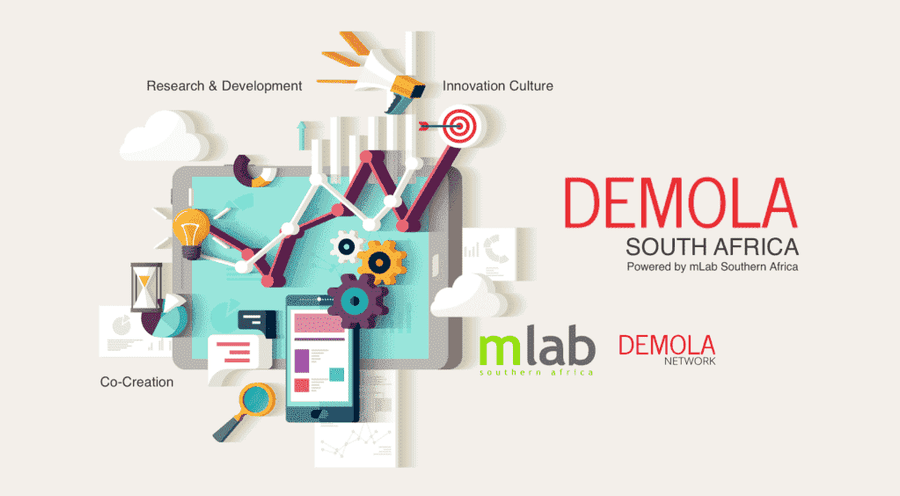 Research & Development
Innovation Culture
DEMOLA
SOUTH AFRICA
Powered by mLab Southern Africa
mlab
southern africa
DEMOLA
NETWORK
Co-Creation